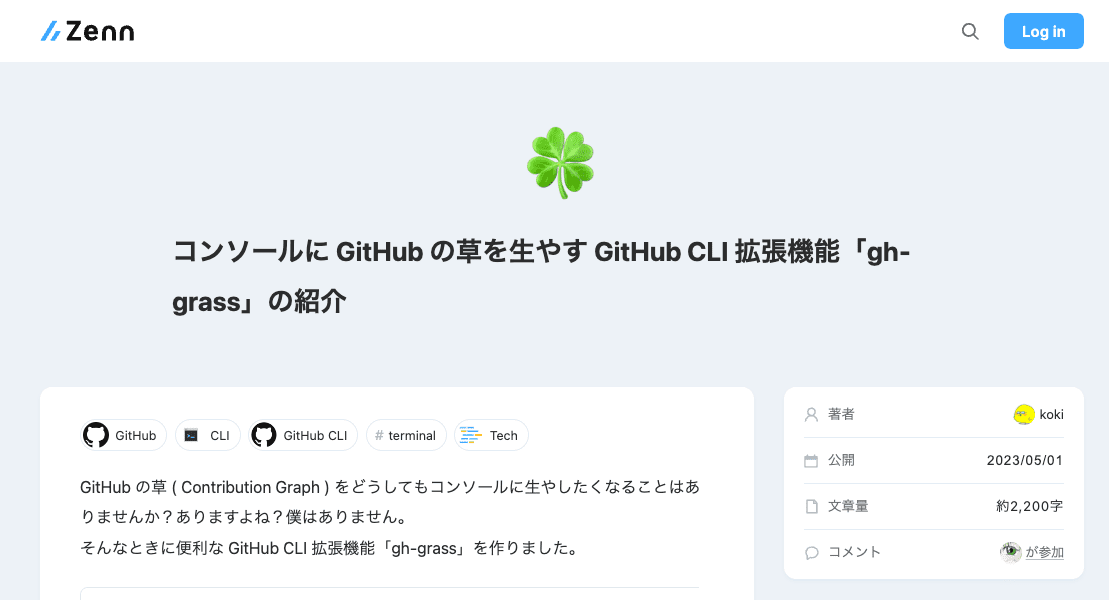 Zenn
Log in
コンソールに GitHub の草を生やす GitHub CLI 拡張機能「gh-
grass」の紹介
GitHub
CLI
GitHub CLI
# terminal
Tech
GitHub の草 ( Contribution Graph ) をどうしてもコンソールに生やしたくなることはあ
りませんか？ありますよね？僕はありません。
そんなときに便利な GitHub CLI 拡張機能「gh-grass」を作りました。
著者
koki
公開
2023/05/01
文章量
約2,200字
コメント
が参加